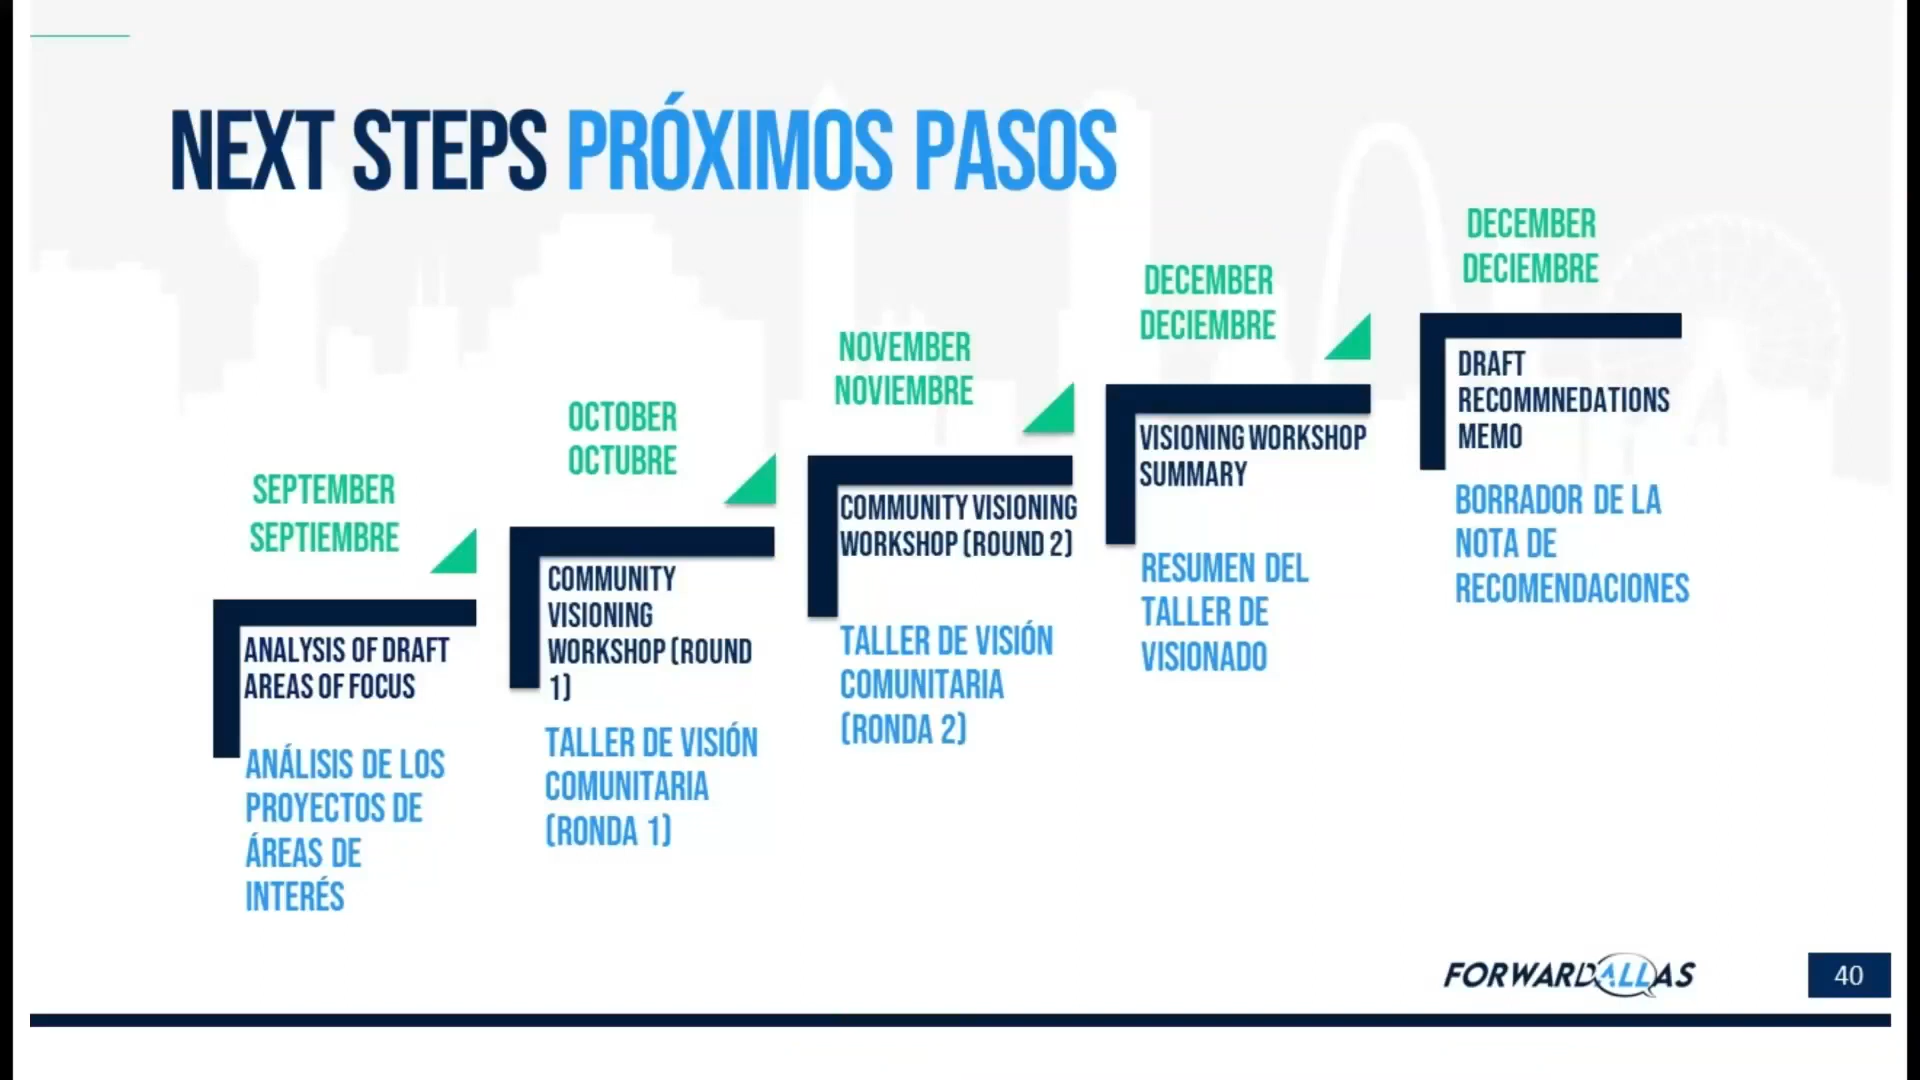 NEXT STEPS PRÓXIMOS PASOS
SEPTEMBER
SEPTIEMBRE
ANALYSIS OF DRAFT
AREAS OF FOCUS
ANÁLISIS DE LOS
PROYECTOS DE
ÁREAS DE
INTERÉS
OCTOBER
OCTUBRE
COMMUNITY
VISIONING
WORKSHOP (ROUND
1)
TALLER DE VISIÓN
COMUNITARIA
(RONDA 1)
NOVEMBER
NOVIEMBRE
COMMUNITY VISIONING
WORKSHOP (ROUND 2)
TALLER DE VISIÓN
COMUNITARIA
(RONDA 2)
DECEMBER
DECIEMBRE
VISIONING WORKSHOP
SUMMARY
RESUMEN DEL
TALLER DE
VISIONADO
DECEMBER
DECIEMBRE
DRAFT
RECOMMNEDATIONS
MEMO
BORRADOR DE LA
NOTA DE
RECOMENDACIONES
FORWARDALLAS
40